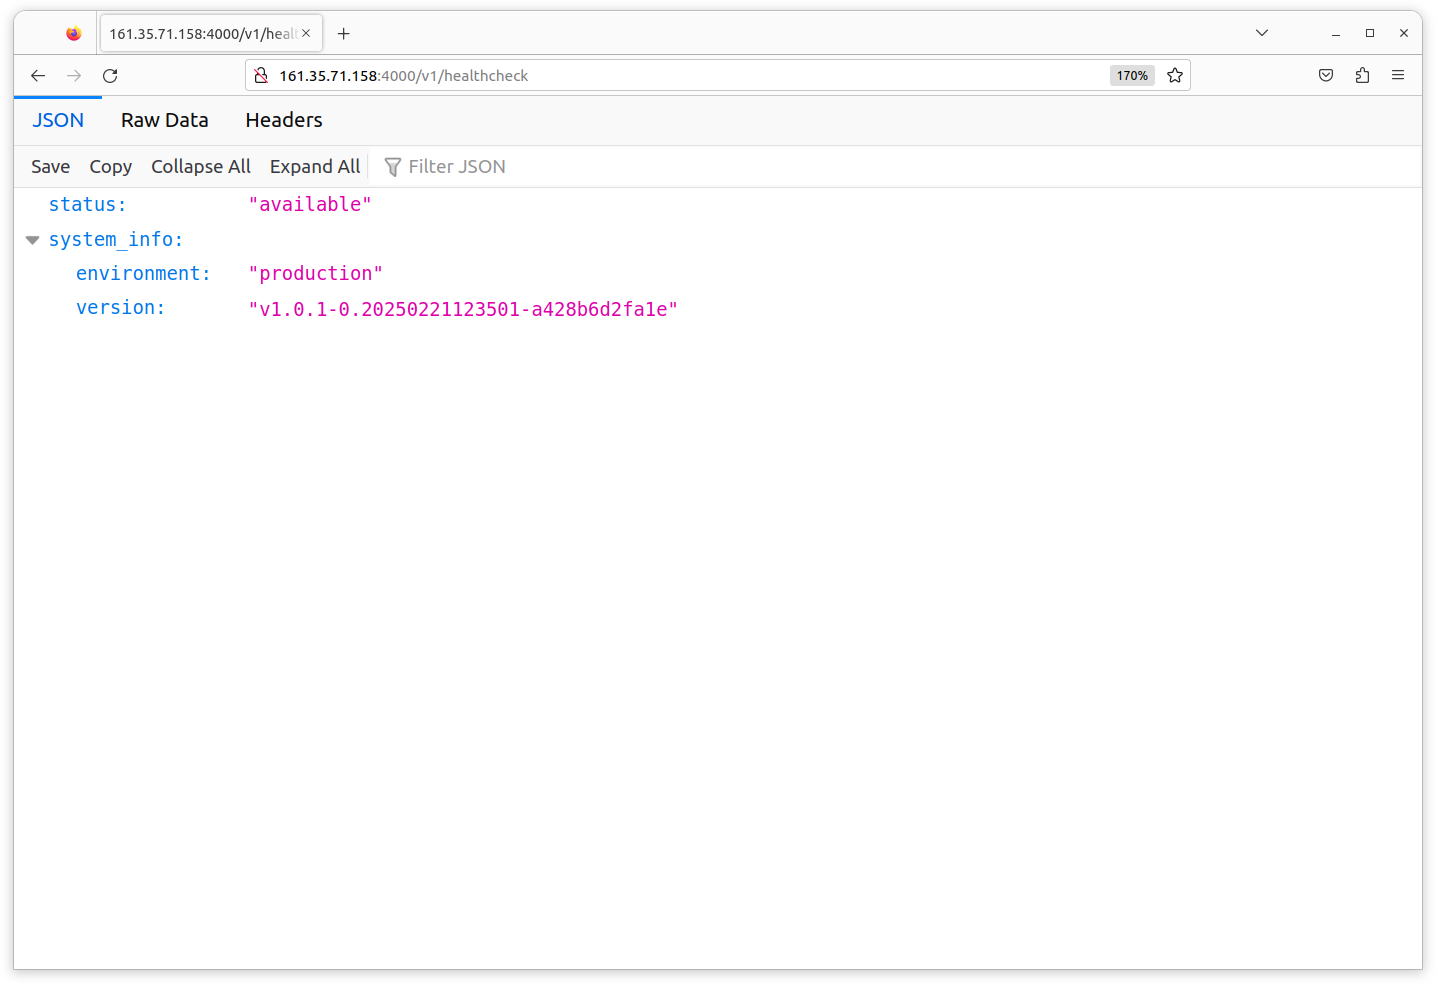 161.35.71.158:4000/v1/heal
161.35.71.158:4000/v1/healthcheck 170%
JSON Raw Data Headers
Save Copy Collapse All Expand All Filter JSON
status: "available"
system_info:
environment: "production"
version: "v1.0.1-0.20250221123501-a428b6d2fa1e"